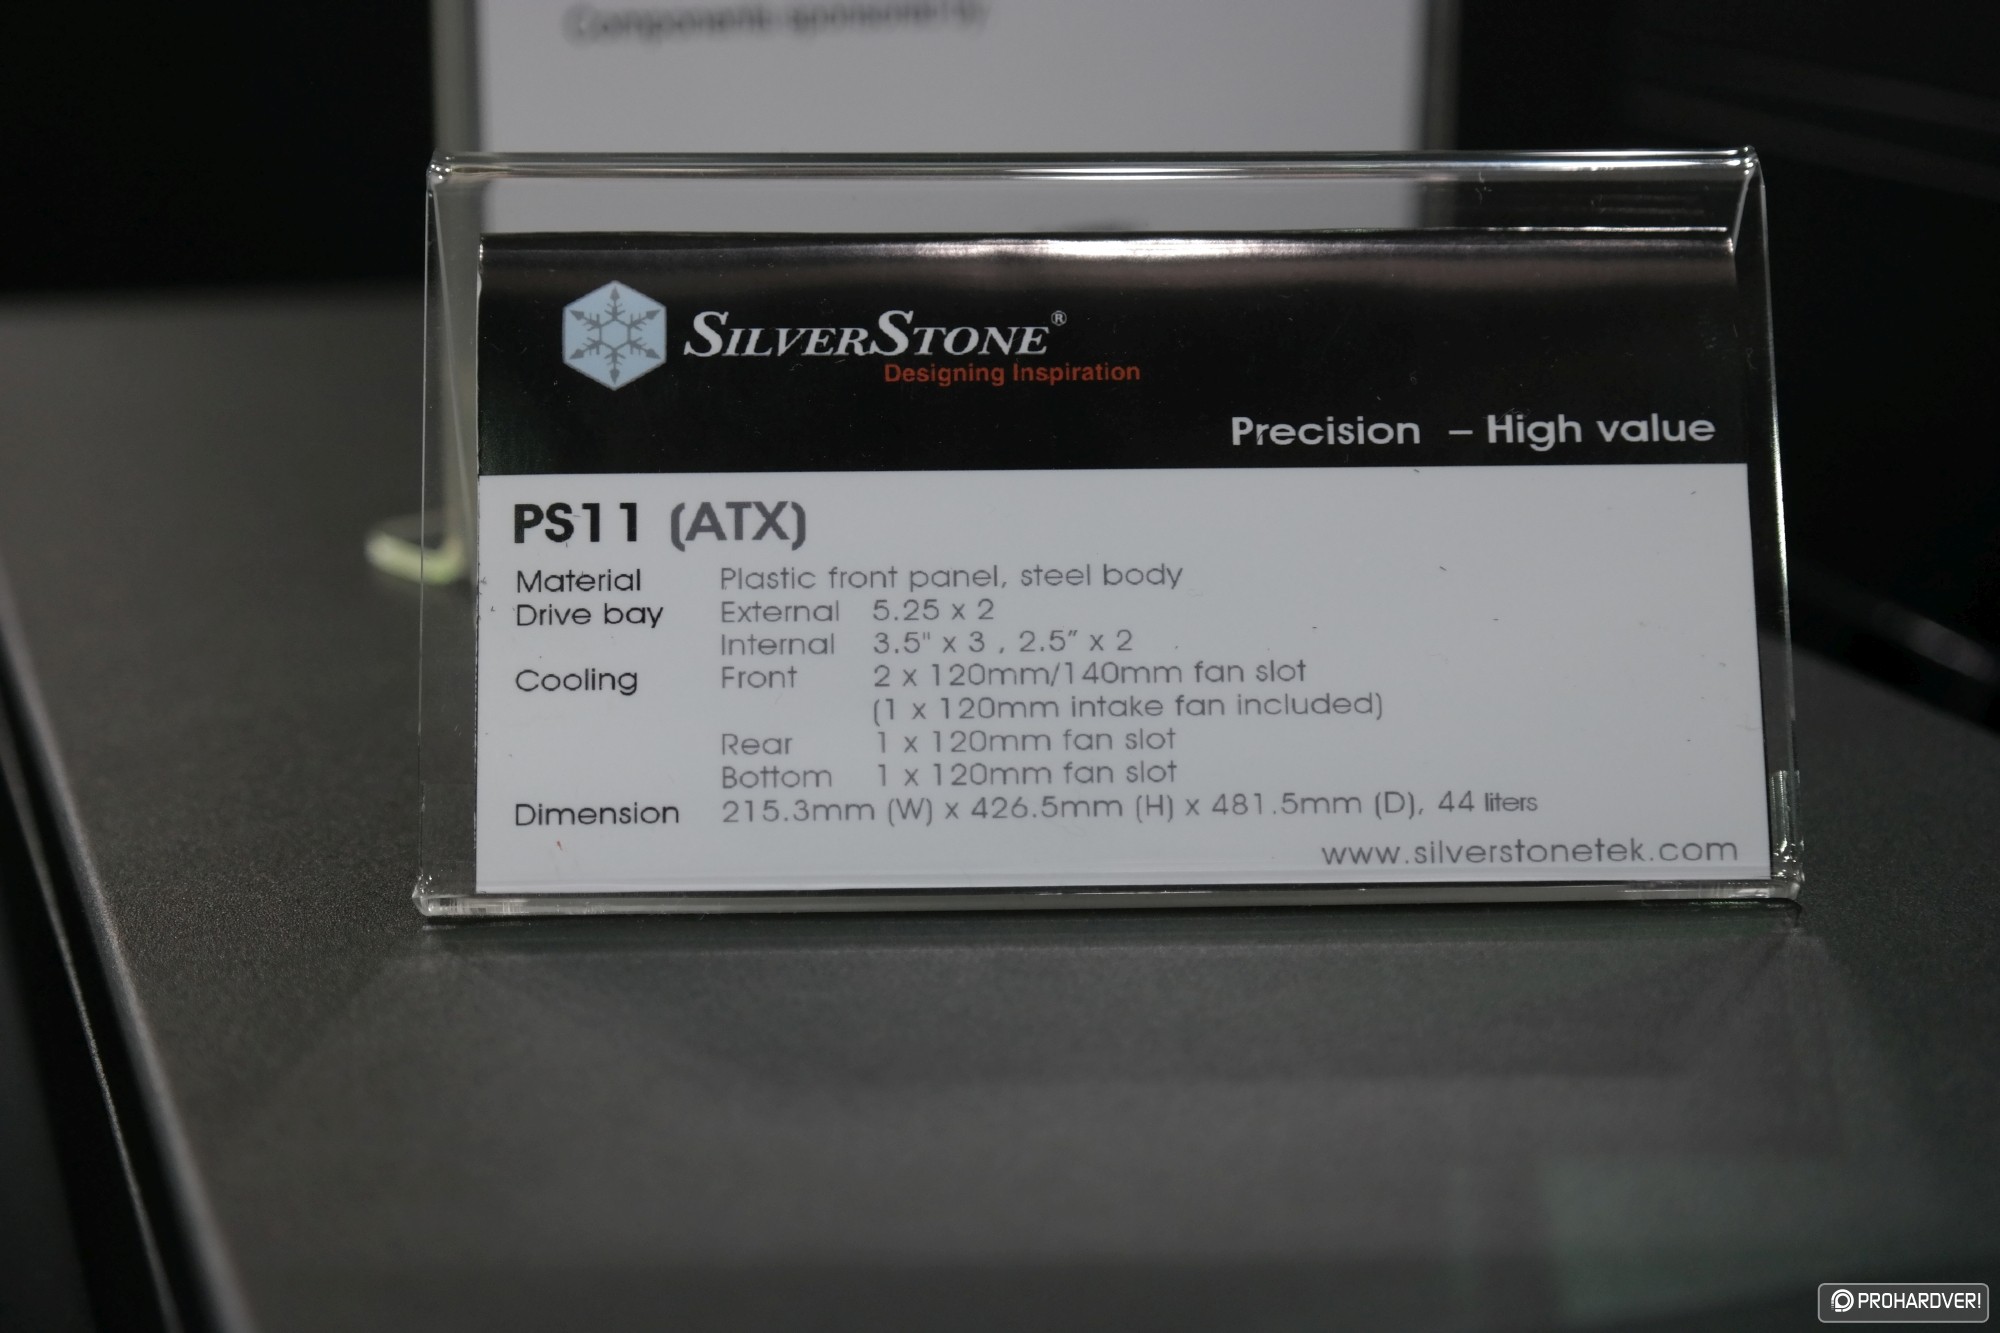 Components sponsored by
SILVERSTONE®
Designing Inspiration
Precision – High value
PS11 (ATX)
Material Plastic front panel, steel body
Drive bay External 5.25 x 2
Internal 3.5" x 3 , 2.5" x 2
Cooling Front 2 x 120mm/140mm fan slot
(1 x 120mm intake fan included)
Rear 1 x 120mm fan slot
Bottom 1 x 120mm fan slot
Dimension 215.3mm (W) x 426.5mm (H) x 481.5mm (D), 44 liters
www.silverstonetek.com
PROHARDVER!